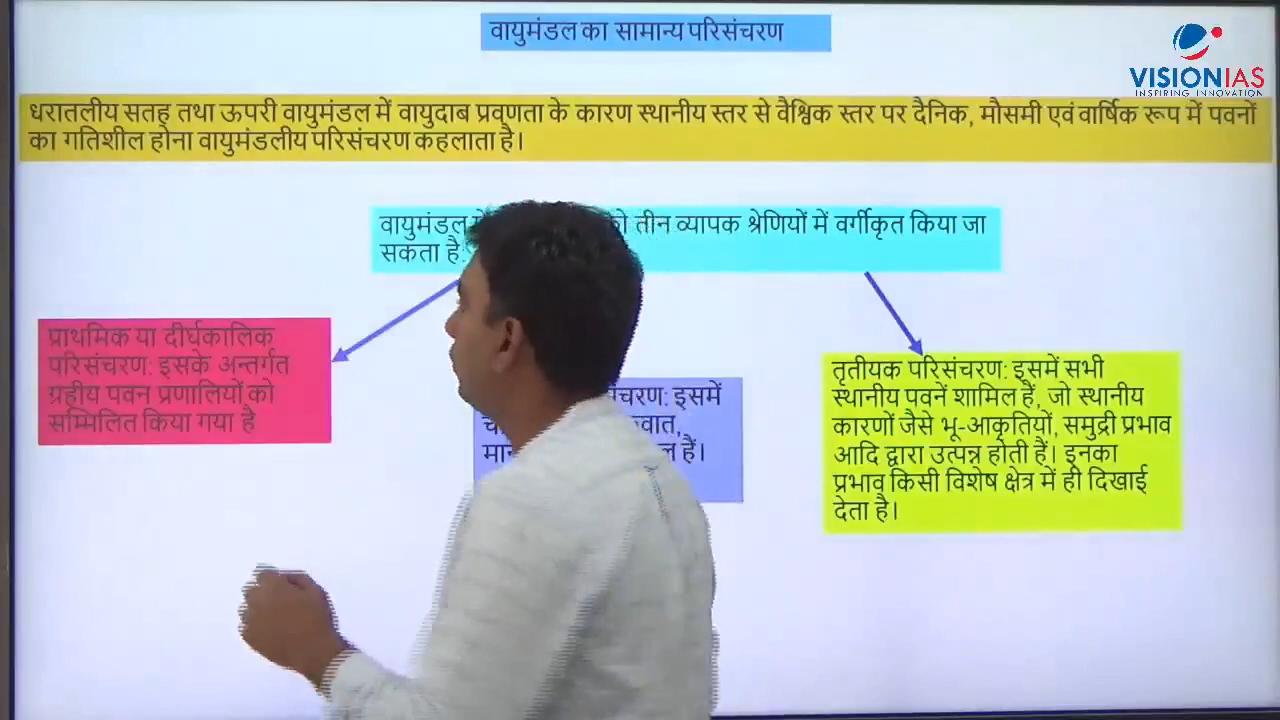 वायुमंडल का सामान्य परिसंचरण
VISIONIAS
INSPIRING INNOVATION
धरातलीय सतह तथा ऊपरी वायुमंडल में वायुदाब प्रवणता के कारण स्थानीय स्तर से वैश्विक स्तर पर दैनिक, मौसमी एवं वार्षिक रूप में पवनों
का गतिशील होना वायुमंडलीय परिसंचरण कहलाता है।
वायुमंडल को तीन व्यापक श्रेणियों में वर्गीकृत किया जा
सकता है:
प्राथमिक या दीर्घकालिक
परिसंचरण: इसके अन्तर्गत
ग्रहीय पवन प्रणालियों को
सम्मिलित किया गया है
इसमें
हैं।
तृतीयक परिसंचरण: इसमें सभी
स्थानीय पवनें शामिल हैं, जो स्थानीय
कारणों जैसे भू-आकृतियों, समुद्री प्रभाव
आदि द्वारा उत्पन्न होती हैं। इनका
प्रभाव किसी विशेष क्षेत्र में ही दिखाई
देता है।